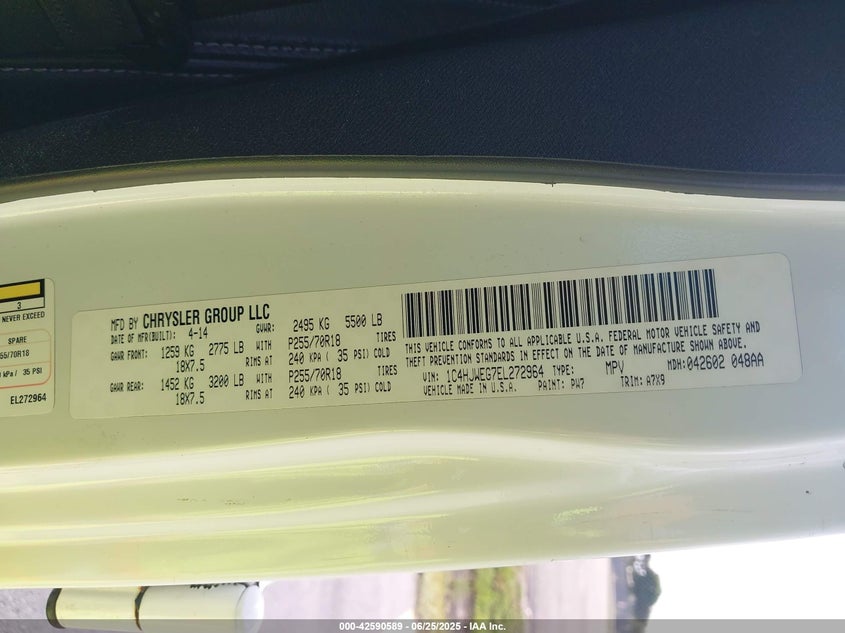 3
NEVER EXCEED
SPARE
55/70R18
kPa / 35 PSI
EL272964
MFD BY CHRYSLER GROUP LLC
DATE OF MFR(BUILT): 4-14 GVWR: 2495 KG 5500 LB
GAWR FRONT: 1259 KG 2775 LB WITH P255/70R18 TIRES
18X7.5 RIMS AT 240 KPA ( 35 PSI) COLD
GAWR REAR: 1452 KG 3200 LB WITH P255/70R18 TIRES
18X7.5 RIMS AT 240 KPA ( 35 PSI) COLD
THIS VEHICLE CONFORMS TO ALL APPLICABLE U.S.A. FEDERAL MOTOR VEHICLE SAFETY AND
THEFT PREVENTION STANDARDS IN EFFECT ON THE DATE OF MANUFACTURE SHOWN ABOVE.
VIN: 1C4HJWEG7EL272964 TYPE: MPV MDH:042602 048AA
VEHICLE MADE IN U.S.A. PAINT: PW7 TRIM: A7X9
000-42590589 - 06/25/2025 - IAA Inc.